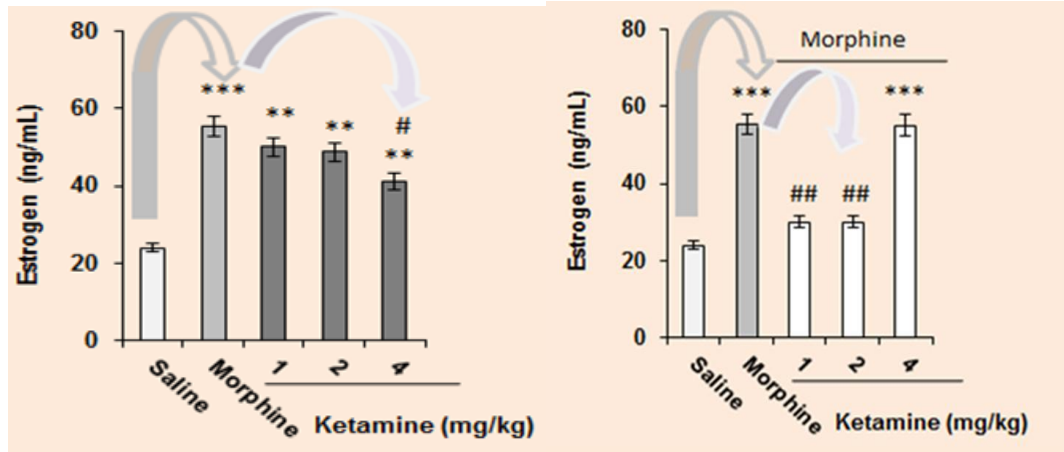 80
60
40
20
0
Estrogen (ng/mL)
***
**
**
#
**
Saline
Morphine
1
2
4
Ketamine (mg/kg)
80
60
40
20
0
Estrogen (ng/mL)
Morphine
***
##
##
***
Saline
Morphine
1
2
4
Ketamine (mg/kg)